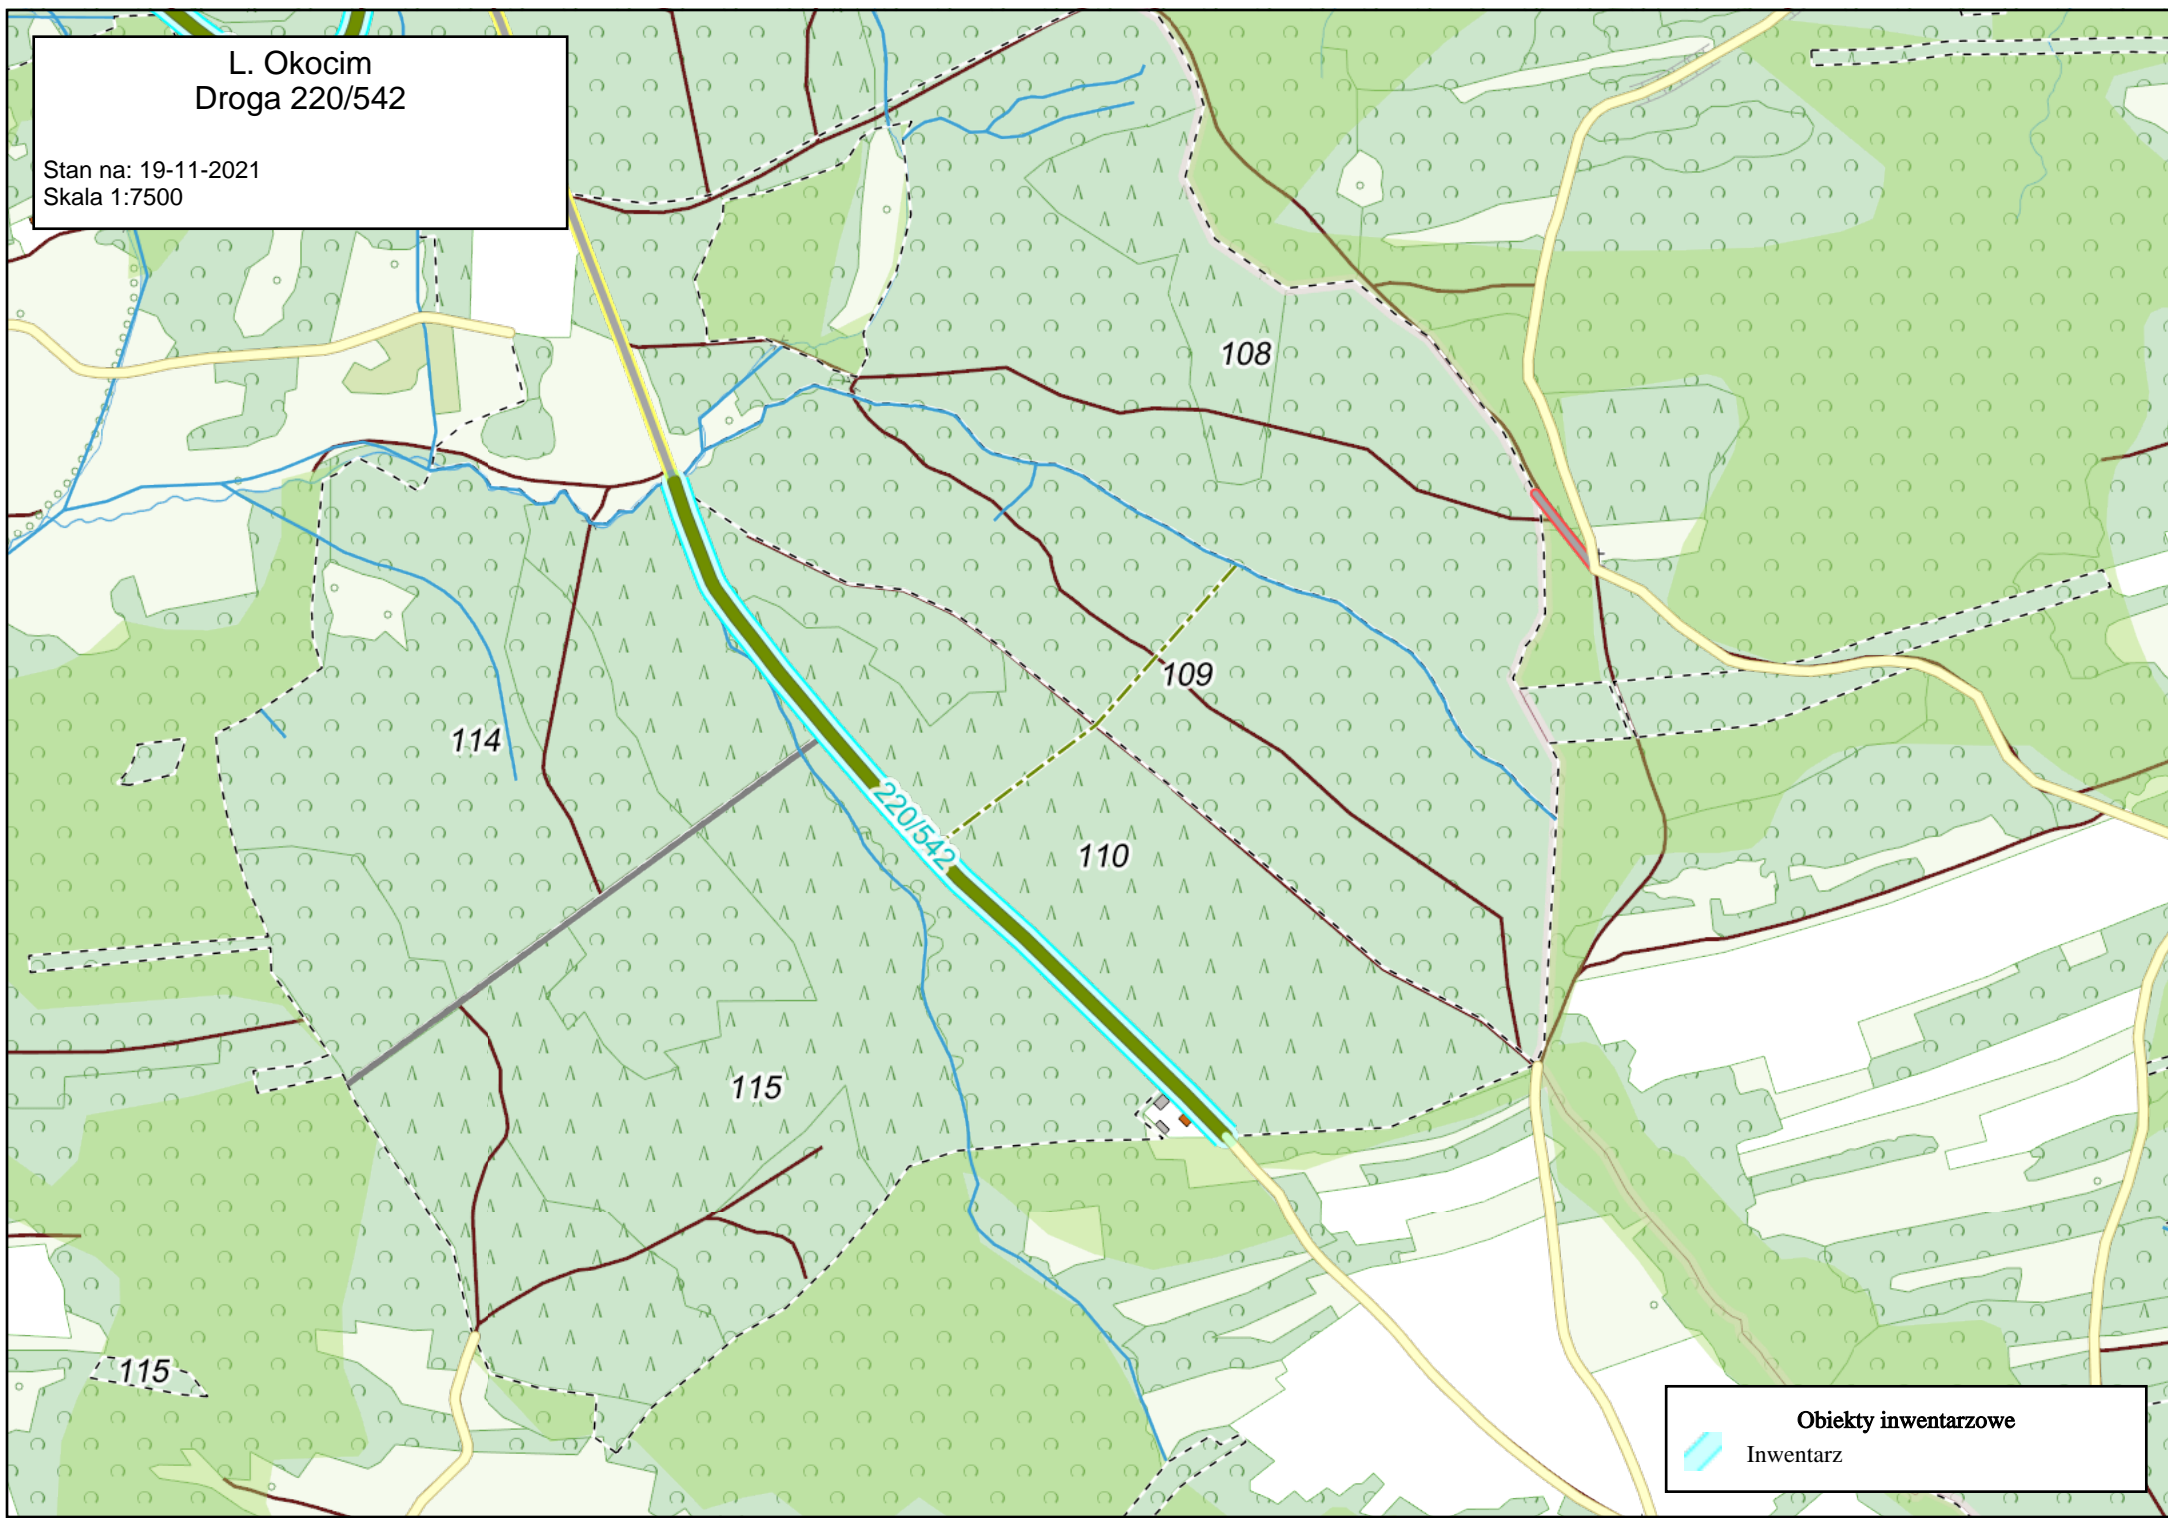 L. Okocim
Droga 220/542
Stan na: 19-11-2021
Skala 1:7500
108
109
114
220/542
110
115
115
Obiekty inwentarzowe
Inwentarz